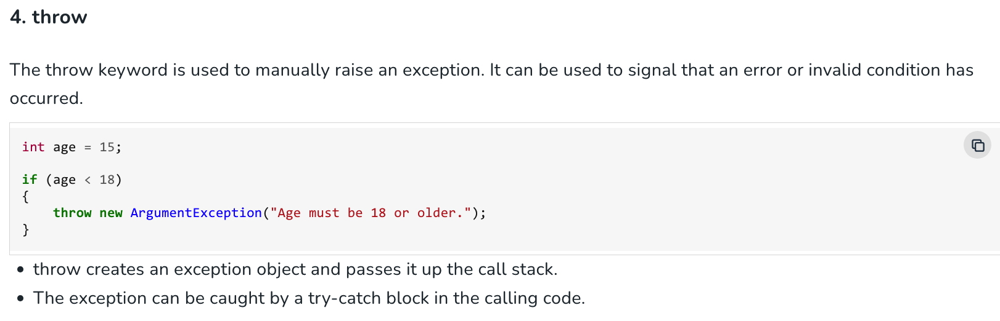 4. throw
The throw keyword is used to manually raise an exception. It can be used to signal that an error or invalid condition has
occurred.
int age = 15;
if (age < 18)
{
    throw new ArgumentException("Age must be 18 or older.");
}
• throw creates an exception object and passes it up the call stack.
• The exception can be caught by a try-catch block in the calling code.